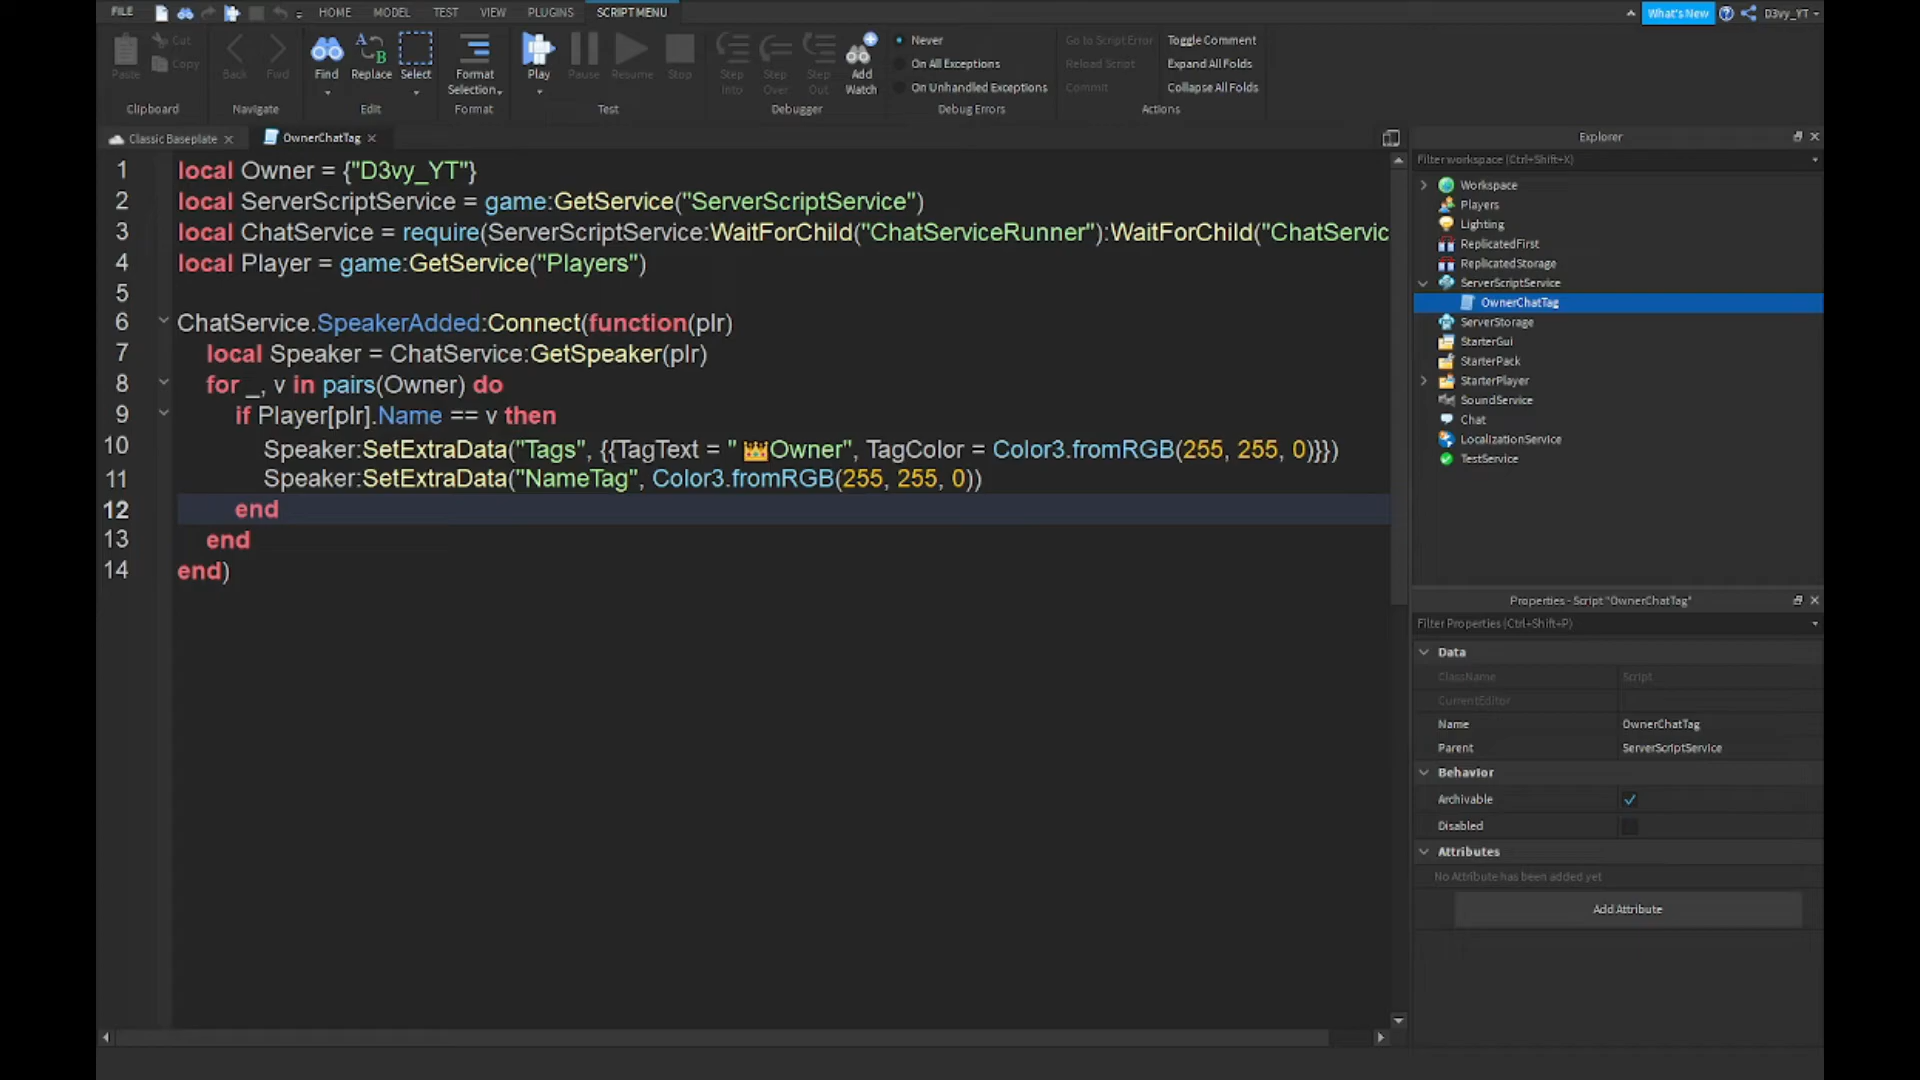 FILE HOME MODEL TEST VIEW PLUGINS SCRIPT MENU What's New D3vy_YT
Paste Cut Copy Back Fwd Find Replace Select Format Selection Play Pause Resume Stop Step Into Step Over Step Out Add Watch
Never
On All Exceptions
On Unhandled Exceptions
Go to Script Error
Reload Script
Commit
Toggle Comment
Expand All Folds
Collapse All Folds
Clipboard Navigate Edit Format Test Debugger Debug Errors Actions
Classic Baseplate OwnerChatTag
1 local Owner = {"D3vy_YT"}
2 local ServerScriptService = game:GetService("ServerScriptService")
3 local ChatService = require(ServerScriptService:WaitForChild("ChatServiceRunner"):WaitForChild("ChatServic
4 local Player = game:GetService("Players")
5
6 ChatService.SpeakerAdded:Connect(function(plr)
7 local Speaker = ChatService:GetSpeaker(plr)
8 for _, v in pairs(Owner) do
9 if Player[plr].Name == v then
10 Speaker:SetExtraData("Tags", {{TagText = " 👑Owner", TagColor = Color3.fromRGB(255, 255, 0)}})
11 Speaker:SetExtraData("NameTag", Color3.fromRGB(255, 255, 0))
12 end
13 end
14 end)
Explorer
Filter workspace (Ctrl+Shift+X)
Workspace
Players
Lighting
ReplicatedFirst
ReplicatedStorage
ServerScriptService
OwnerChatTag
ServerStorage
StarterGui
StarterPack
StarterPlayer
SoundService
Chat
LocalizationService
TestService
Properties - Script "OwnerChatTag"
Filter Properties (Ctrl+Shift+P)
Data
ClassName Script
CurrentEditor
Name OwnerChatTag
Parent ServerScriptService
Behavior
Archivable
Disabled
Attributes
No Attribute has been added yet
Add Attribute